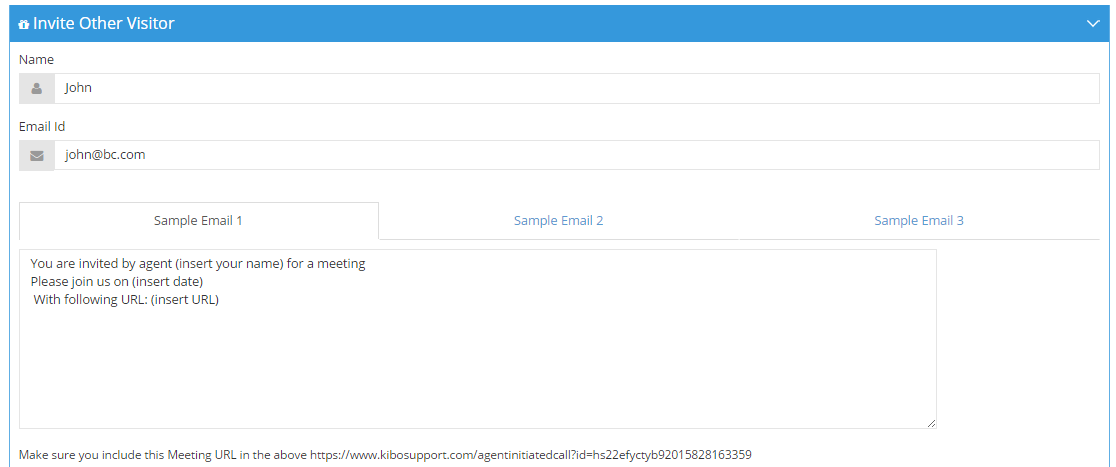 Invite Other Visitor
Name
John
Email Id
john@bc.com
Sample Email 1
Sample Email 2
Sample Email 3
You are invited by agent (insert your name) for a meeting
Please join us on (insert date)
With following URL: (insert URL)
Make sure you include this Meeting URL in the above https://www.kibosupport.com/agentinitiatedcall?id=hs22efyctyb92015828163359